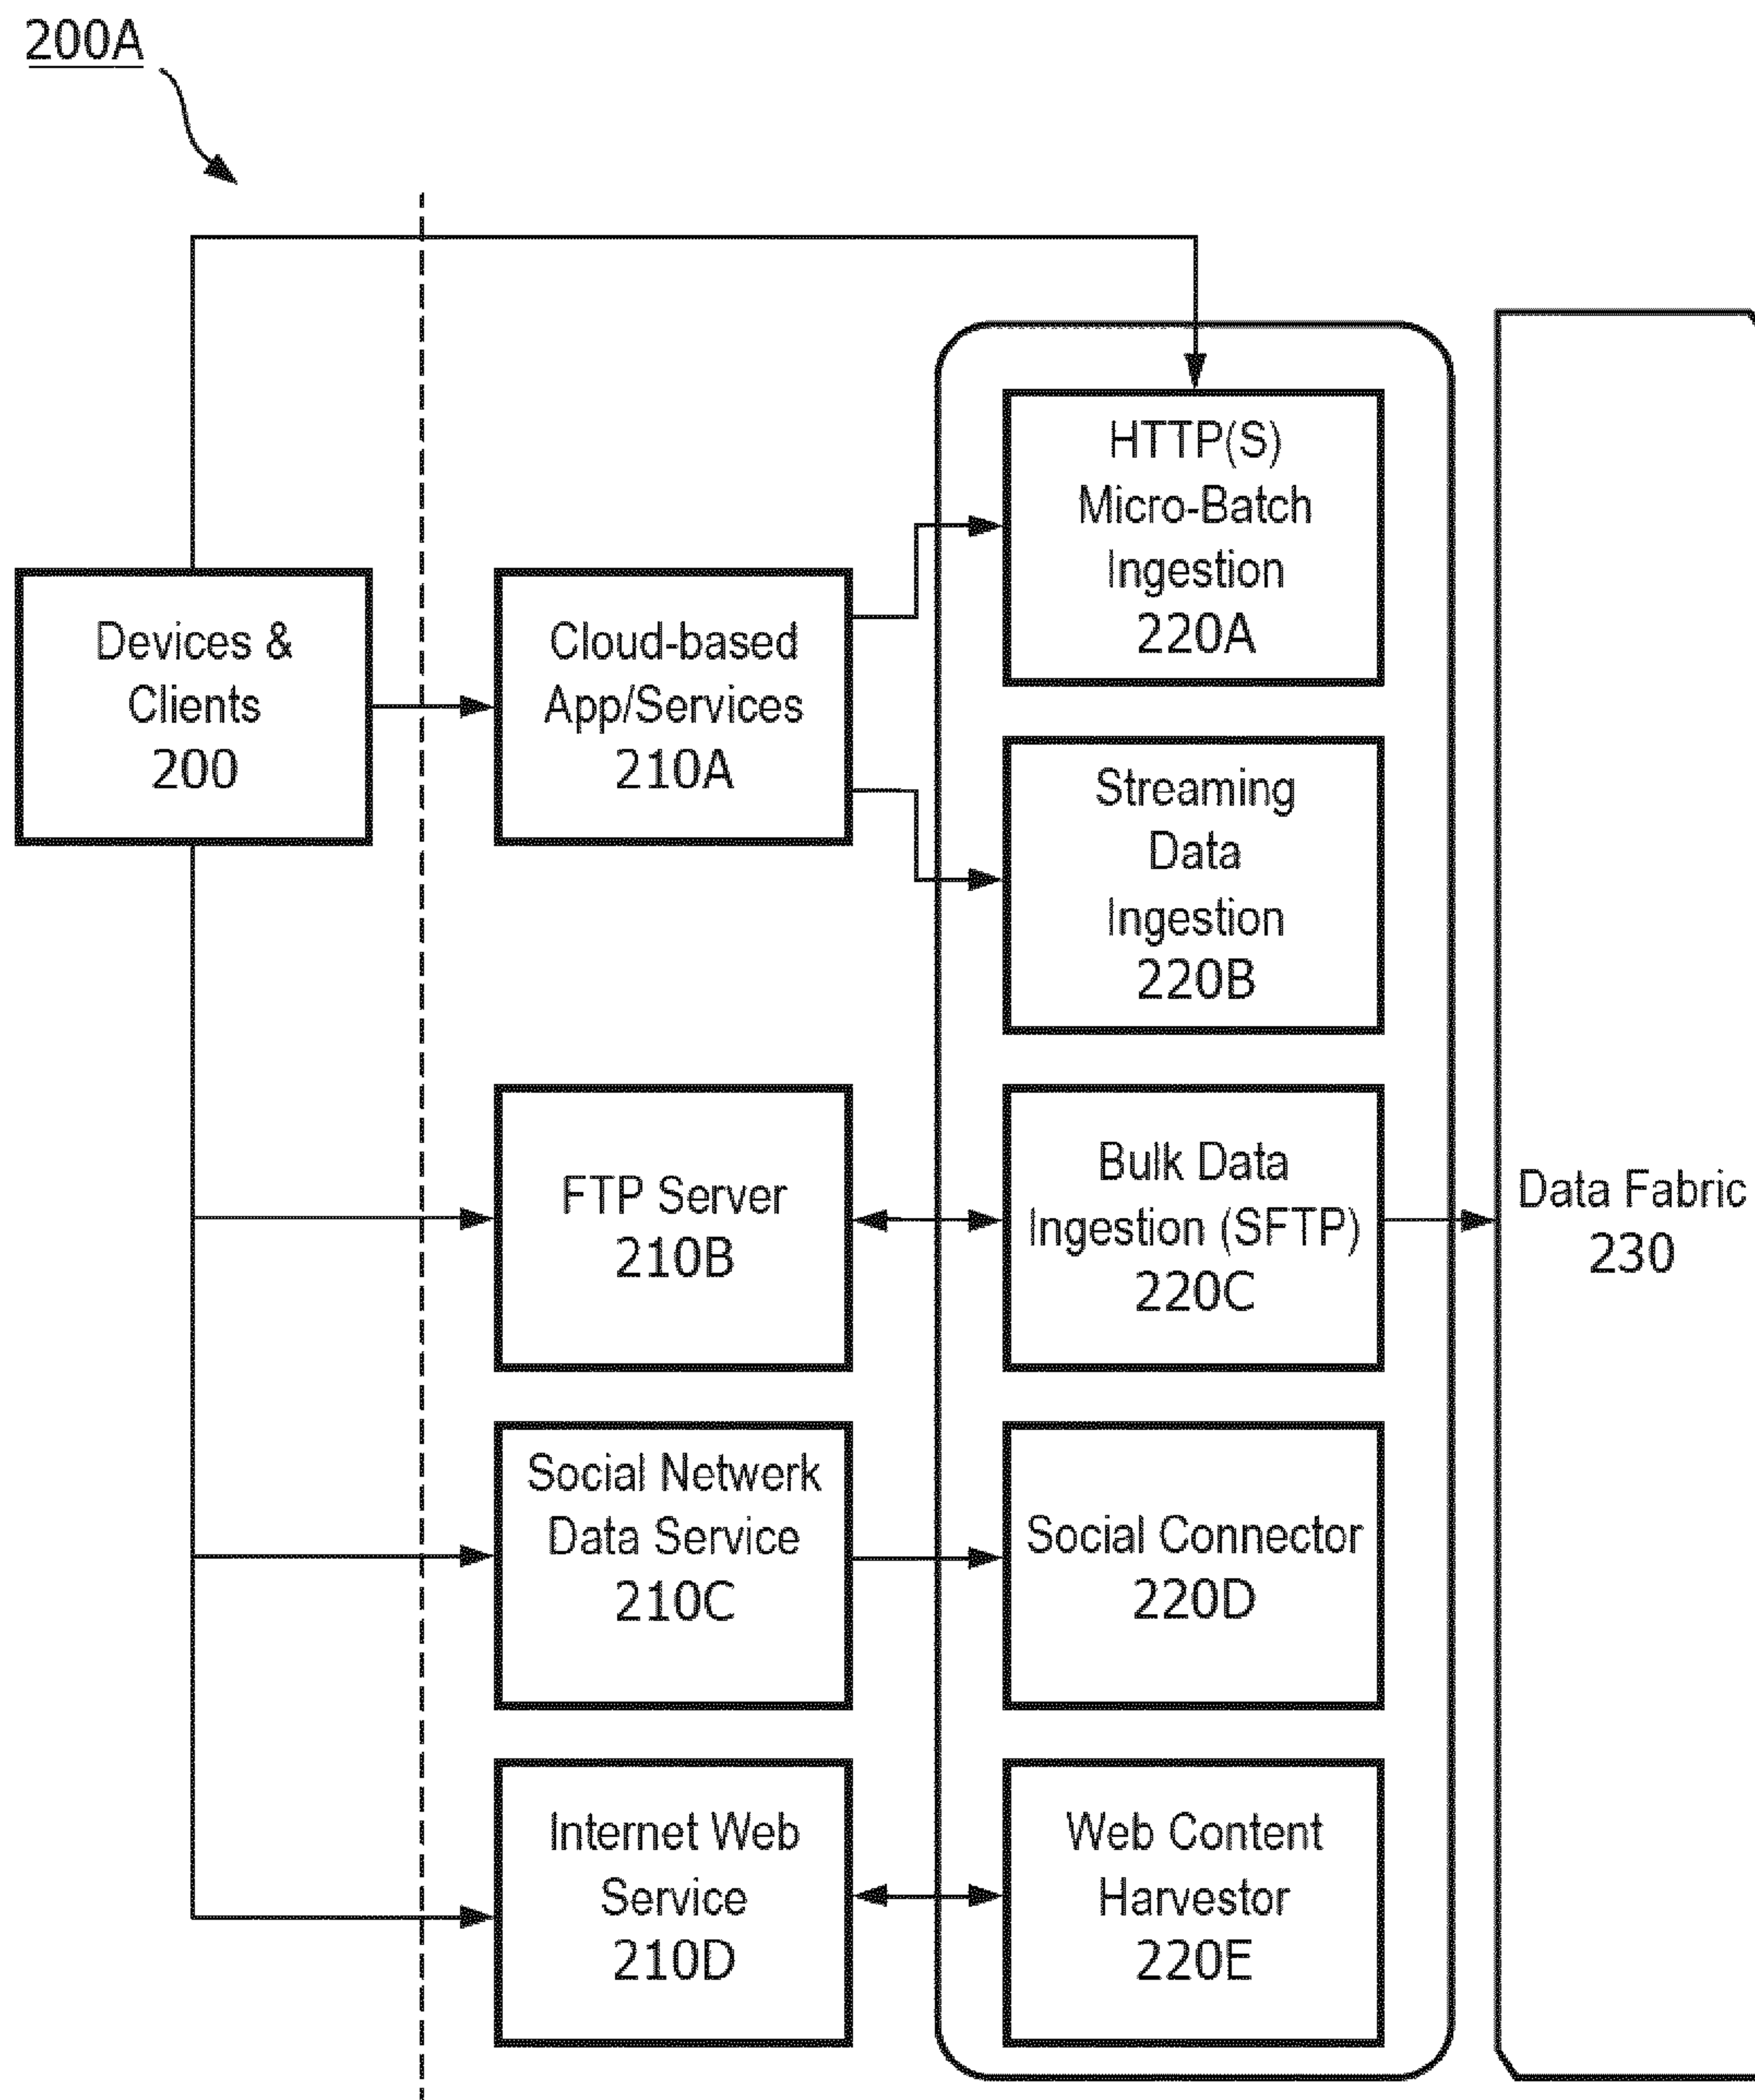 200A
Devices &
Clients
200
Cloud-based
App/Services
210A
HTTP(S)
Micro-Batch
Ingestion
220A
Streaming
Data
Ingestion
220B
FTP Server
210B
Bulk Data
Ingestion (SFTP)
220C
Data Fabric
230
Social Netwerk
Data Service
210C
Social Connector
220D
Internet Web
Service
210D
Web Content
Harvestor
220E